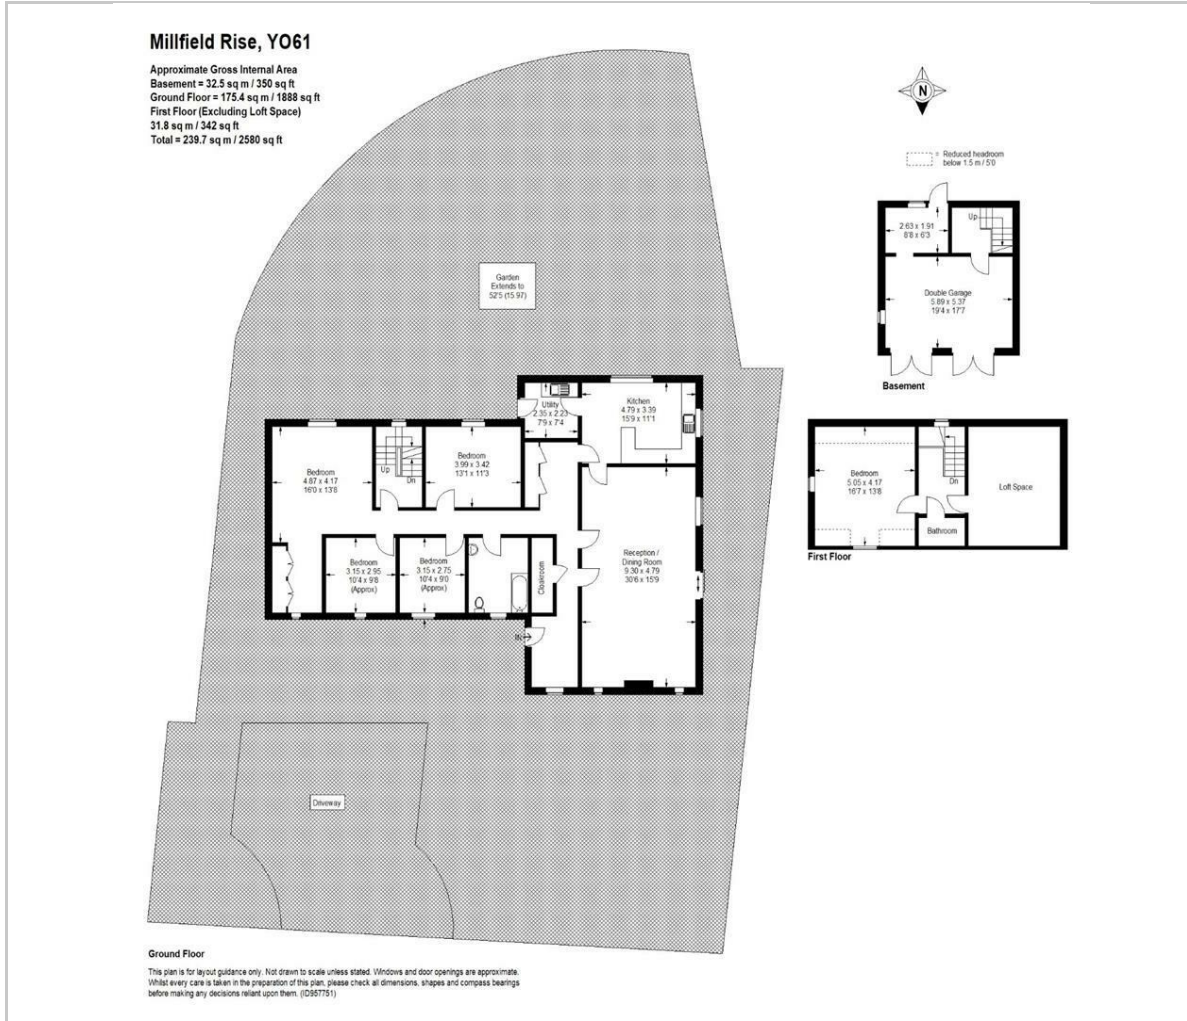 Millfield Rise, YO61
Approximate Gross Internal Area
Basement = 32.5 sq m / 350 sq ft
Ground Floor = 175.4 sq m / 1888 sq ft
First Floor (Excluding Loft Space)
31.8 sq m / 342 sq ft
Total = 239.7 sq m / 2580 sq ft
N
= Reduced headroom
below 1.5 m / 5'0
2.63 x 1.91
8'8 x 6'3
Up
Double Garage
5.89 x 5.37
19'4 x 17'7
Basement
Garden
Extends to
52'5 (15.97)
Utility
2.35 x 2.23
7'9 x 7'4
Kitchen
4.79 x 3.39
15'9 x 11'1
Bedroom
4.87 x 4.17
16'0 x 13'8
Up
Dn
Bedroom
3.99 x 3.42
13'1 x 11'3
Bedroom
3.15 x 2.95
10'4 x 9'8
(Approx)
Bedroom
3.15 x 2.75
10'4 x 9'0
(Approx)
Cloakroom
Reception /
Dining Room
9.30 x 4.79
30'6 x 15'9
IN
Bedroom
5.05 x 4.17
16'7 x 13'8
Dn
Bathroom
Loft Space
First Floor
Driveway
Ground Floor
This plan is for layout guidance only. Not drawn to scale unless stated. Windows and door openings are approximate.
Whilst every care is taken in the preparation of this plan, please check all dimensions, shapes and compass bearings
before making any decisions reliant upon them. (ID957751)